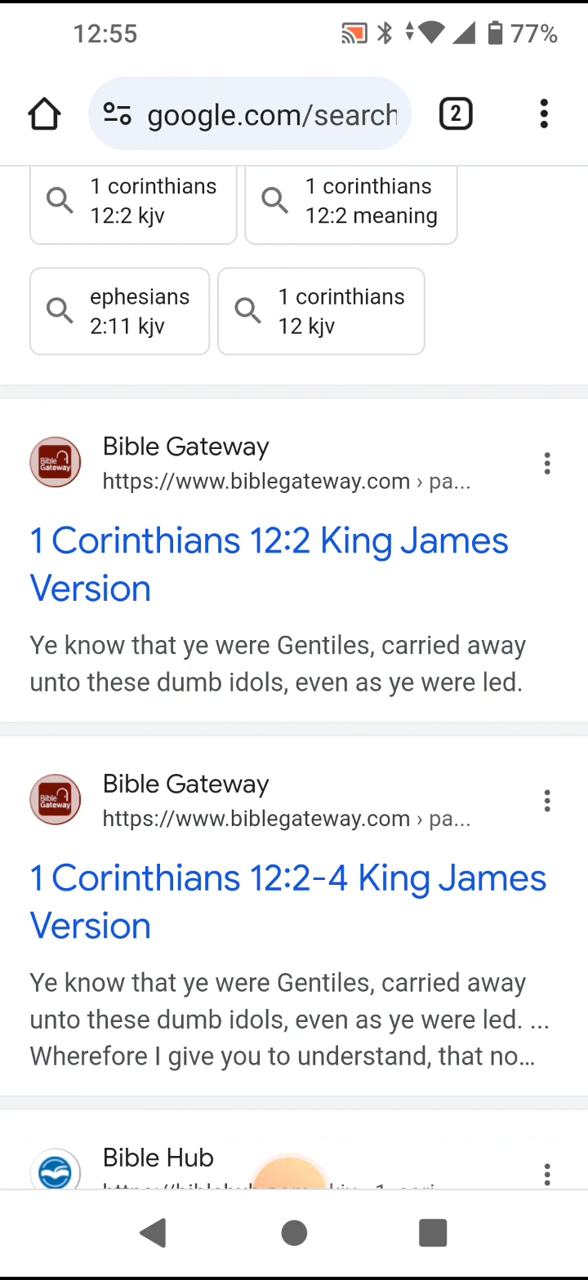 12:55 77%
google.com/search 2
1 corinthians 12:2 kjv
1 corinthians 12:2 meaning
ephesians 2:11 kjv
1 corinthians 12 kjv
Bible Gateway
https://www.biblegateway.com › pa...
1 Corinthians 12:2 King James
Version
Ye know that ye were Gentiles, carried away
unto these dumb idols, even as ye were led.
Bible Gateway
https://www.biblegateway.com › pa...
1 Corinthians 12:2-4 King James
Version
Ye know that ye were Gentiles, carried away
unto these dumb idols, even as ye were led. ...
Wherefore I give you to understand, that no...
Bible Hub